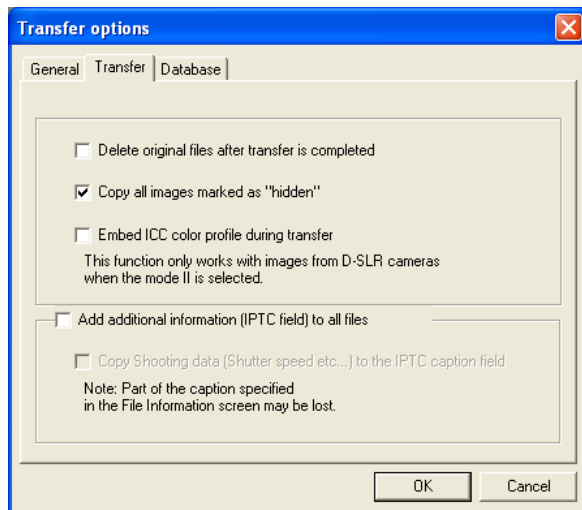 Transfer options
General Transfer Database
Delete original files after transfer is completed
Copy all images marked as "hidden"
Embed ICC color profile during transfer
This function only works with images from D-SLR cameras
when the mode II is selected.
Add additional information (IPTC field) to all files
Copy Shooting data (Shutter speed etc...) to the IPTC caption field
Note: Part of the caption specified
in the File Information screen may be lost.
OK Cancel